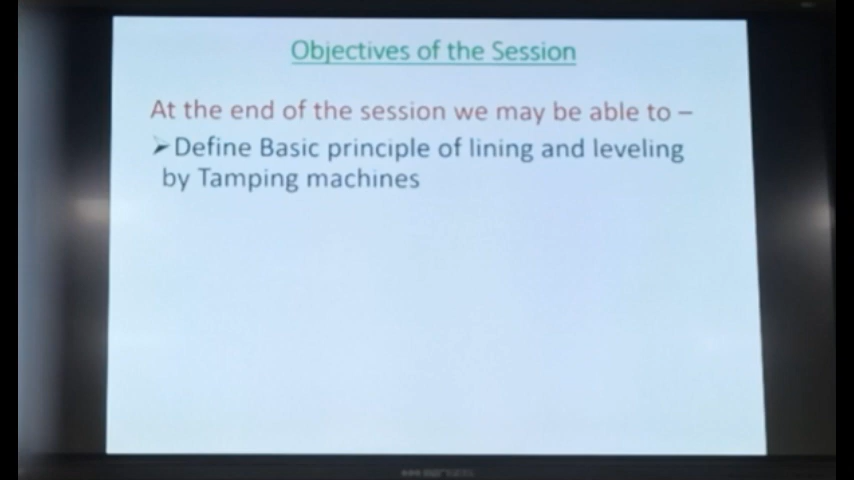 Objectives of the Session
At the end of the session we may be able to –
➢Define Basic principle of lining and leveling
by Tamping machines